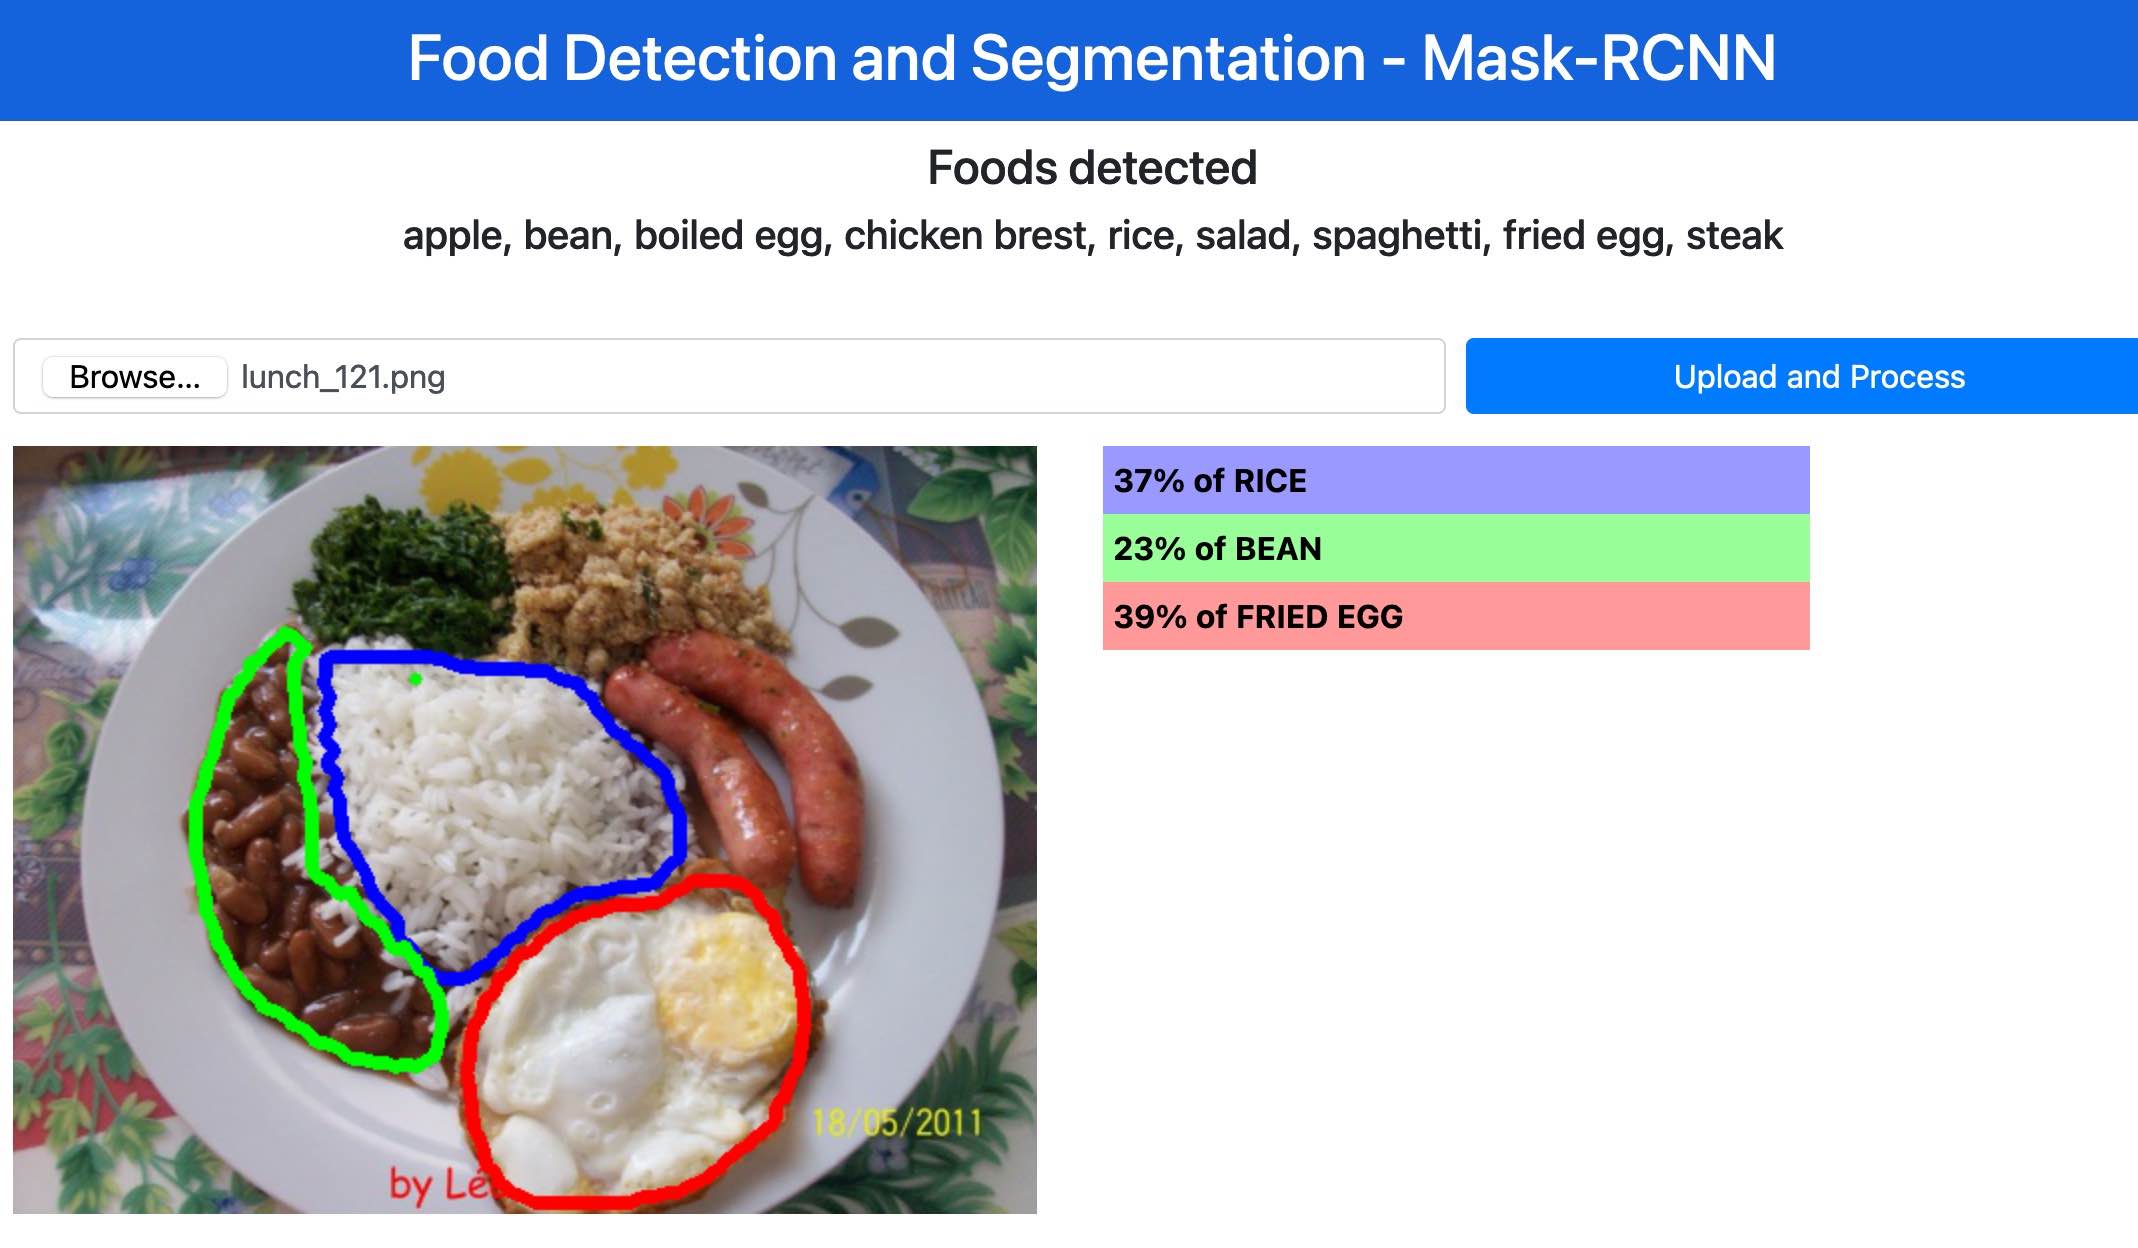 Food Detection and Segmentation - Mask-RCNN
Foods detected
apple, bean, boiled egg, chicken brest, rice, salad, spaghetti, fried egg, steak
Browse... lunch_121.png
Upload and Process
37% of RICE
23% of BEAN
39% of FRIED EGG
18/05/2011
by Lé